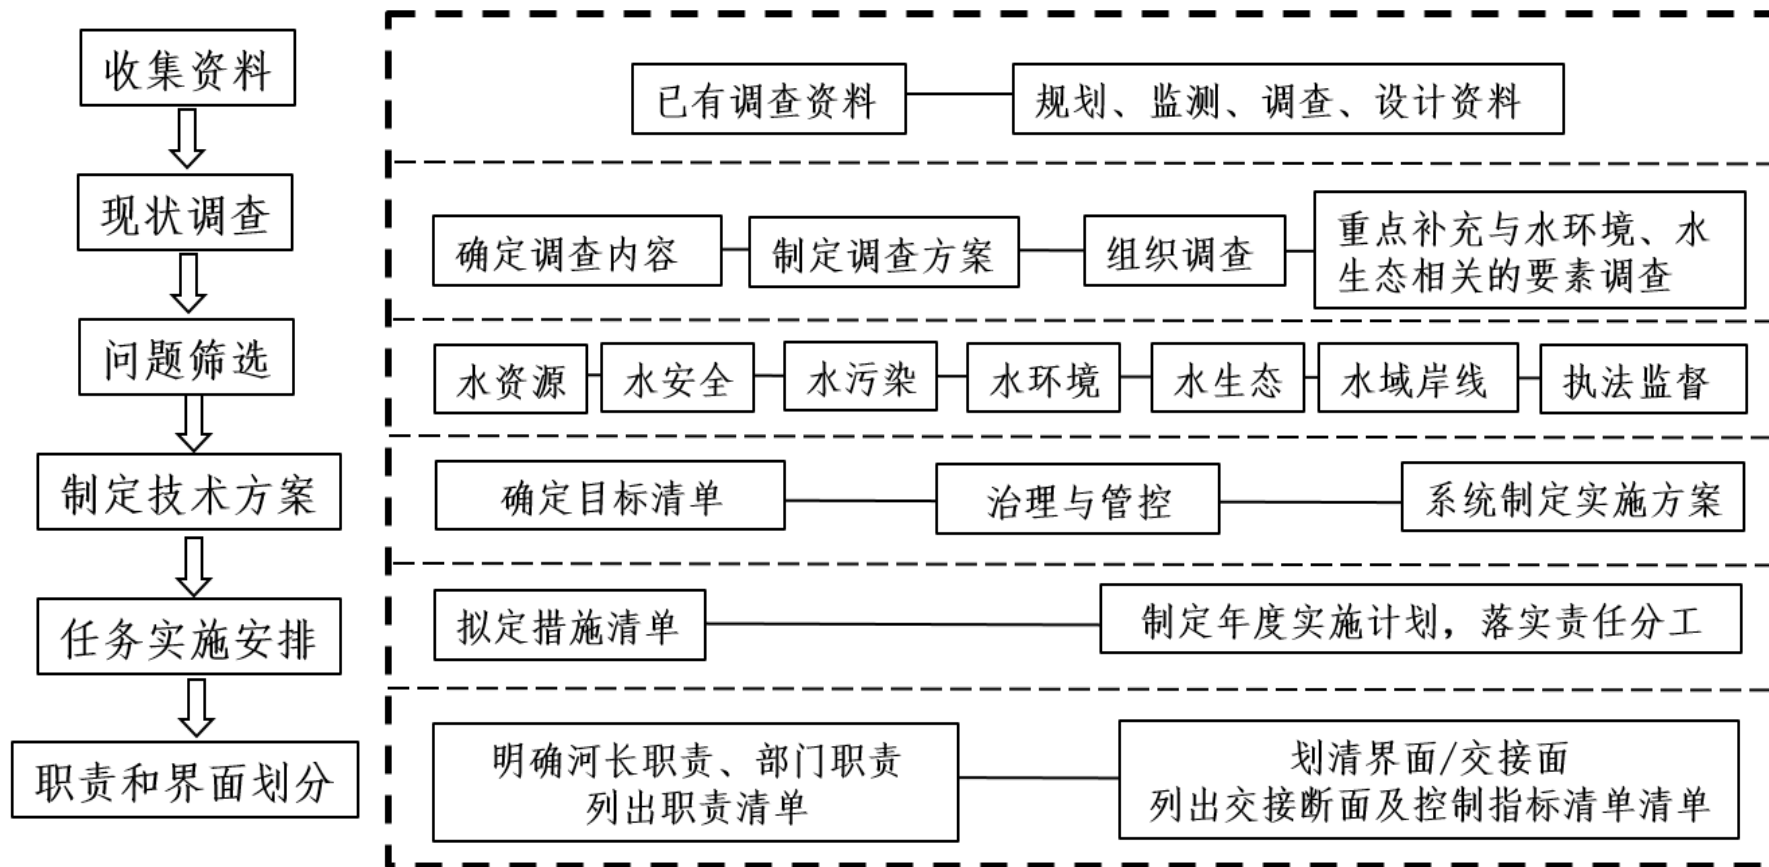 收集资料
已有调查资料
规划、监测、调查、设计资料
现状调查
确定调查内容
制定调查方案
组织调查
重点补充与水环境、水
生态相关的要素调查
问题筛选
水资源
水安全
水污染
水环境
水生态
水域岸线
执法监督
制定技术方案
确定目标清单
治理与管控
系统制定实施方案
任务实施安排
拟定措施清单
制定年度实施计划，落实责任分工
职责和界面划分
明确河长职责、部门职责
列出职责清单
划清界面/交接面
列出交接断面及控制指标清单清单